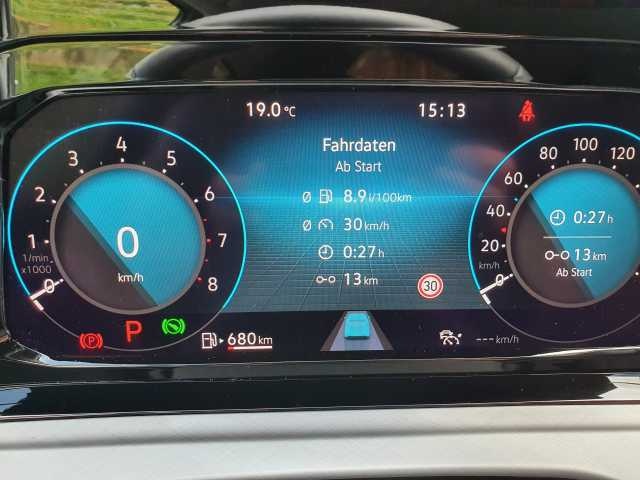 19.0 °C
15:13
Fahrdaten
Ab Start
Ø 8.9 l/100km
Ø 30 km/h
0:27 h
13 km
30
0
1
2
3
4
5
6
7
8
1/min
x1000
0
km/h
P
P
680 km
--- km/h
0
20
40
60
80
100
120
km/h
0:27 h
13 km
Ab Start